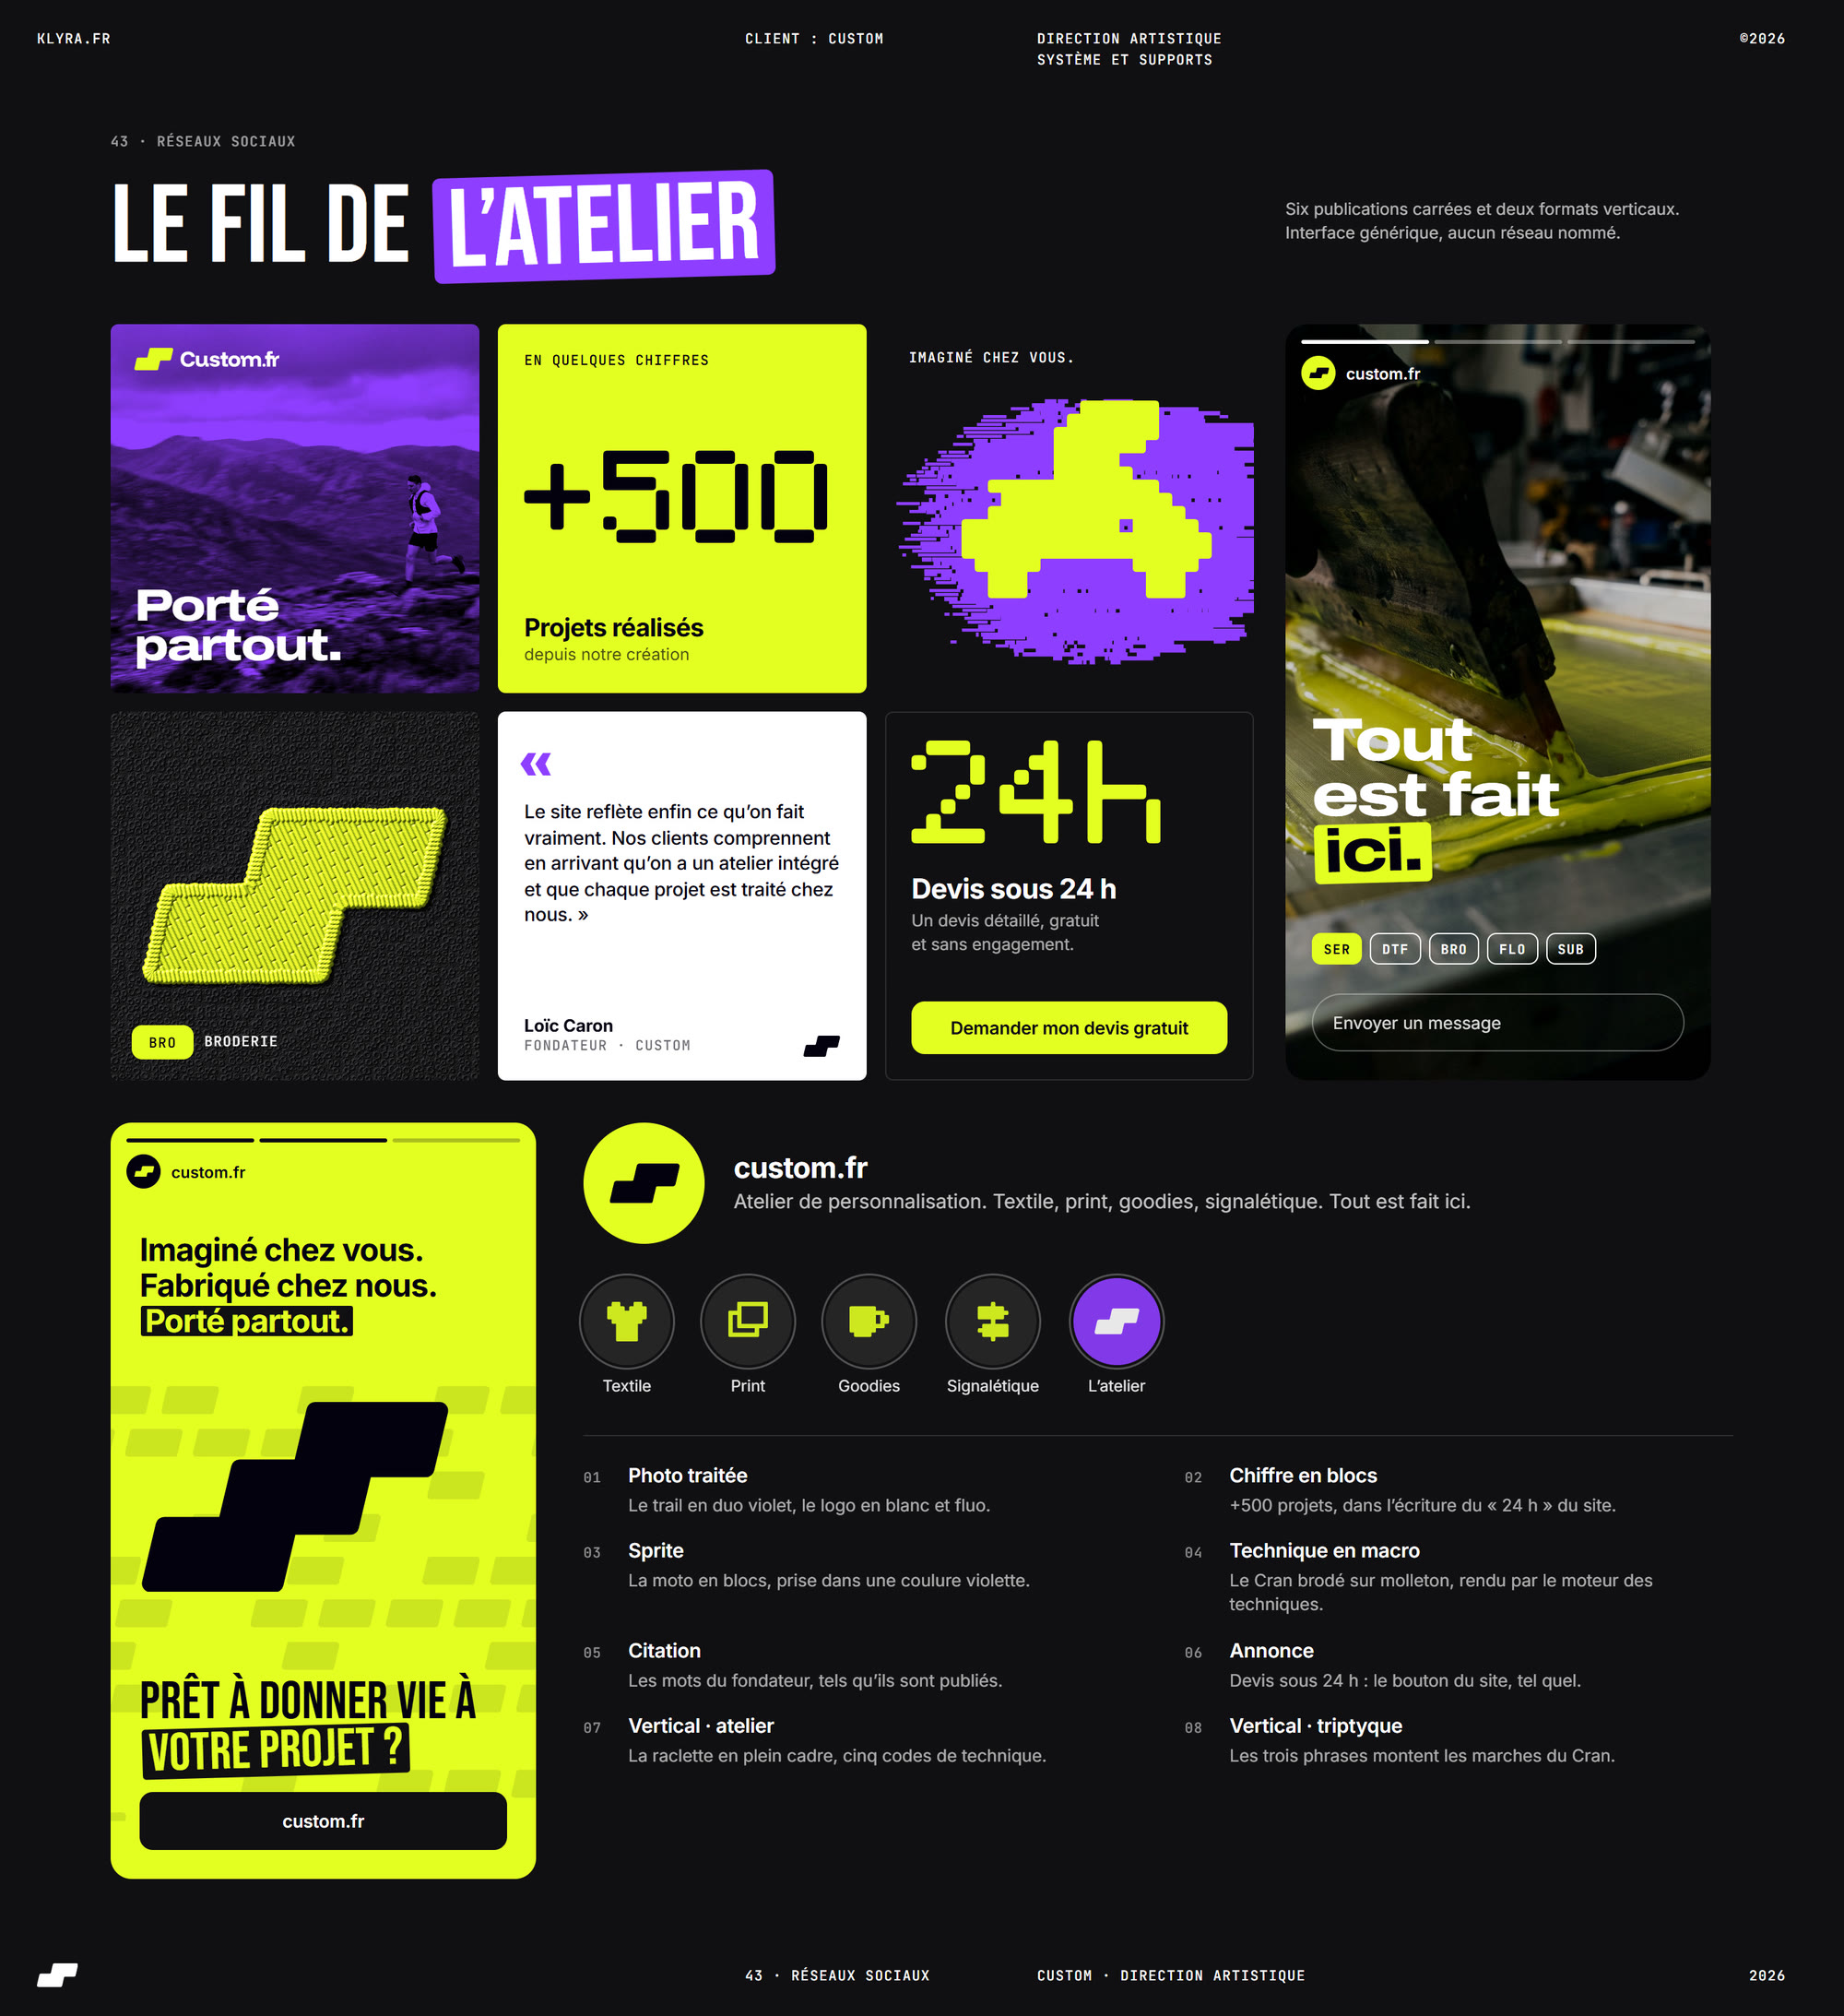 KLYRA.FR
CLIENT : CUSTOM
DIRECTION ARTISTIQUE
SYSTÈME ET SUPPORTS
©2026
43 · RÉSEAUX SOCIAUX
LE FIL DE L’ATELIER
Six publications carrées et deux formats verticaux.
Interface générique, aucun réseau nommé.
Custom.fr
Porté
partout.
EN QUELQUES CHIFFRES
+500
Projets réalisés
depuis notre création
IMAGINÉ CHEZ VOUS.
custom.fr
Tout
est fait
ici.
SER
DTF
BRO
FLO
SUB
Envoyer un message
BRO
BRODERIE
«
Le site reflète enfin ce qu’on fait
vraiment. Nos clients comprennent
en arrivant qu’on a un atelier intégré
et que chaque projet est traité chez
nous. »
Loïc Caron
FONDATEUR · CUSTOM
24h
Devis sous 24 h
Un devis détaillé, gratuit
et sans engagement.
Demander mon devis gratuit
custom.fr
Imaginé chez vous.
Fabriqué chez nous.
Porté partout.
PRÊT À DONNER VIE À
VOTRE PROJET ?
custom.fr
custom.fr
Atelier de personnalisation. Textile, print, goodies, signalétique. Tout est fait ici.
Textile
Print
Goodies
Signalétique
L’atelier
01
Photo traitée
Le trail en duo violet, le logo en blanc et fluo.
02
Chiffre en blocs
+500 projets, dans l’écriture du « 24 h » du site.
03
Sprite
La moto en blocs, prise dans une coulure violette.
04
Technique en macro
Le Cran brodé sur molleton, rendu par le moteur des
techniques.
05
Citation
Les mots du fondateur, tels qu’ils sont publiés.
06
Annonce
Devis sous 24 h : le bouton du site, tel quel.
07
Vertical · atelier
La raclette en plein cadre, cinq codes de technique.
08
Vertical · triptyque
Les trois phrases montent les marches du Cran.
43 · RÉSEAUX SOCIAUX
CUSTOM · DIRECTION ARTISTIQUE
2026